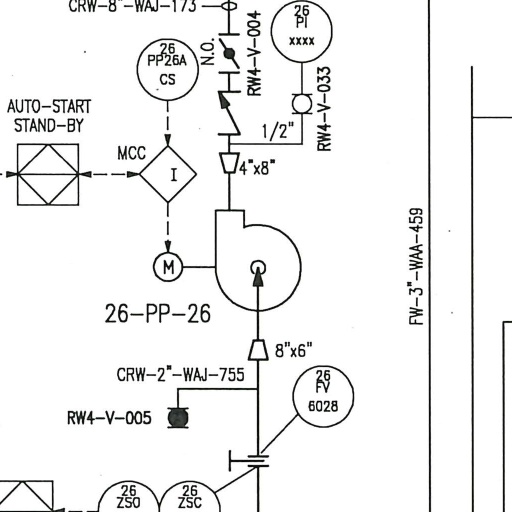 CRW-8"-WAJ-173
26
PI
xxxx
N.O.
RW4-V-004
26
PP26A
CS
RW4-V-033
AUTO-START
STAND-BY
1/2"
MCC
4"x8"
I
M
FW-3"-WAA-459
26-PP-26
8"x6"
CRW-2"-WAJ-755
26
FV
6028
RW4-V-005
26
ZSO
26
ZSC